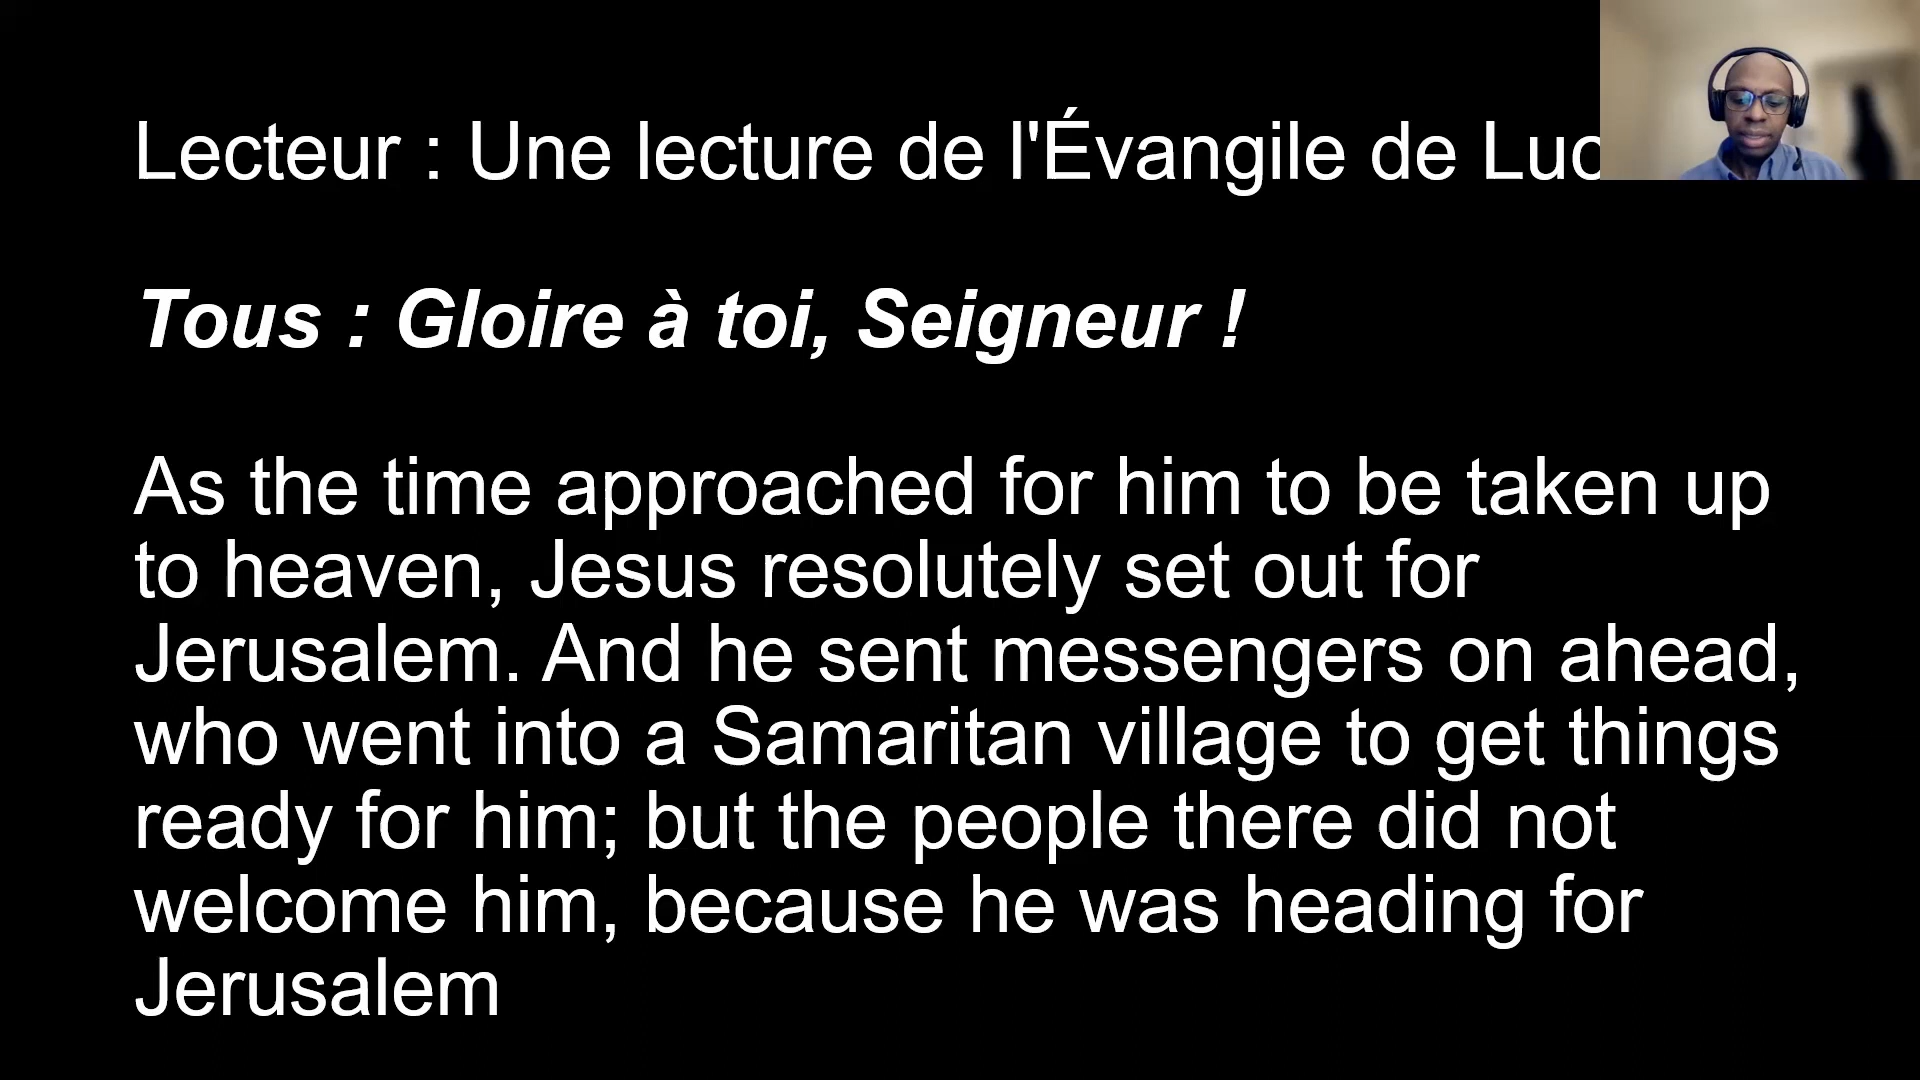 Lecteur : Une lecture de l'Évangile de Luc
Tous : Gloire à toi, Seigneur !
As the time approached for him to be taken up
to heaven, Jesus resolutely set out for
Jerusalem. And he sent messengers on ahead,
who went into a Samaritan village to get things
ready for him; but the people there did not
welcome him, because he was heading for
Jerusalem